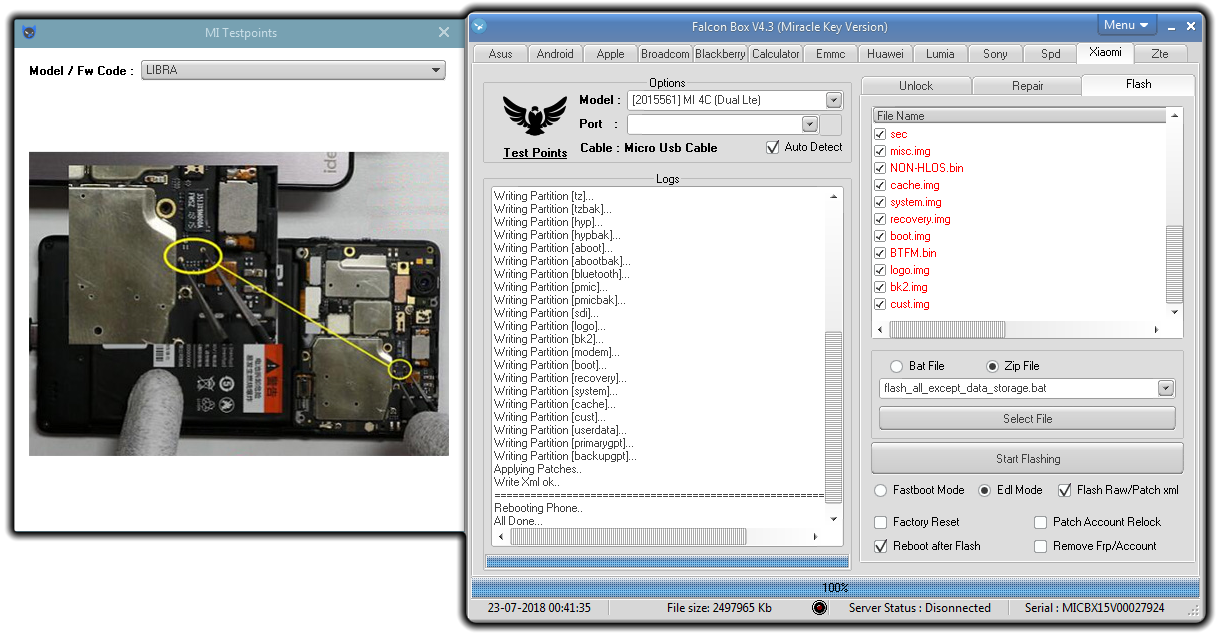 MI Testpoints
Model / Fw Code : LIBRA
Falcon Box V4.3 (Miracle Key Version)
Menu
Asus Android Apple Broadcom Blackberry Calculator Emmc Huawei Lumia Sony Spd Xiaomi Zte
Options
Model : [2015561] MI 4C (Dual Lte)
Port :
Test Points
Cable : Micro Usb Cable
Auto Detect
Logs
Writing Partition [tz]...
Writing Partition [tzbak]...
Writing Partition [hyp]...
Writing Partition [hypbak]...
Writing Partition [aboot]...
Writing Partition [abootbak]...
Writing Partition [bluetooth]...
Writing Partition [pmic]...
Writing Partition [pmicbak]...
Writing Partition [sdi]...
Writing Partition [logo]...
Writing Partition [bk2]...
Writing Partition [modem]...
Writing Partition [boot]...
Writing Partition [recovery]...
Writing Partition [system]...
Writing Partition [cache]...
Writing Partition [cust]...
Writing Partition [userdata]...
Writing Partition [primarygpt]...
Writing Partition [backupgpt]...
Applying Patches..
Write Xml ok..
Rebooting Phone..
All Done...
Unlock Repair Flash
File Name
sec
misc.img
NON-HLOS.bin
cache.img
system.img
recovery.img
boot.img
BTFM.bin
logo.img
bk2.img
cust.img
Bat File Zip File
flash_all_except_data_storage.bat
Select File
Start Flashing
Fastboot Mode Edl Mode Flash Raw/Patch xml
Factory Reset Patch Account Relock
Reboot after Flash Remove Frp/Account
100%
23-07-2018 00:41:35 File size: 2497965 Kb Server Status : Disonnected Serial : MICBX15V00027924